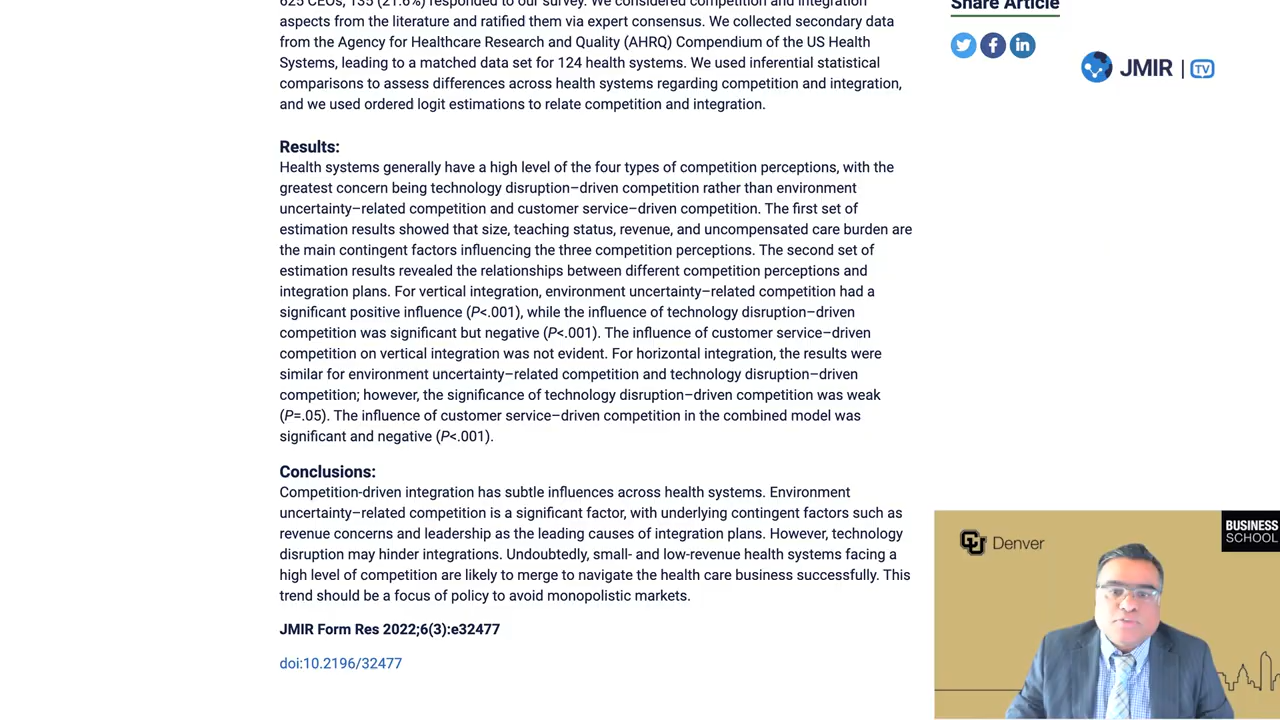 625 CEOs, 135 (21.6%) responded to our survey. We considered competition and integration
aspects from the literature and ratified them via expert consensus. We collected secondary data
from the Agency for Healthcare Research and Quality (AHRQ) Compendium of the US Health
Systems, leading to a matched data set for 124 health systems. We used inferential statistical
comparisons to assess differences across health systems regarding competition and integration,
and we used ordered logit estimations to relate competition and integration.
Results:
Health systems generally have a high level of the four types of competition perceptions, with the
greatest concern being technology disruption–driven competition rather than environment
uncertainty–related competition and customer service–driven competition. The first set of
estimation results showed that size, teaching status, revenue, and uncompensated care burden are
the main contingent factors influencing the three competition perceptions. The second set of
estimation results revealed the relationships between different competition perceptions and
integration plans. For vertical integration, environment uncertainty–related competition had a
significant positive influence (P<.001), while the influence of technology disruption–driven
competition was significant but negative (P<.001). The influence of customer service–driven
competition on vertical integration was not evident. For horizontal integration, the results were
similar for environment uncertainty–related competition and technology disruption–driven
competition; however, the significance of technology disruption–driven competition was weak
(P=.05). The influence of customer service–driven competition in the combined model was
significant and negative (P<.001).
Conclusions:
Competition-driven integration has subtle influences across health systems. Environment
uncertainty–related competition is a significant factor, with underlying contingent factors such as
revenue concerns and leadership as the leading causes of integration plans. However, technology
disruption may hinder integrations. Undoubtedly, small- and low-revenue health systems facing a
high level of competition are likely to merge to navigate the health care business successfully. This
trend should be a focus of policy to avoid monopolistic markets.
JMIR Form Res 2022;6(3):e32477
doi:10.2196/32477
Share Article
JMIR | TV
CU Denver
BUSINESS
SCHOOL